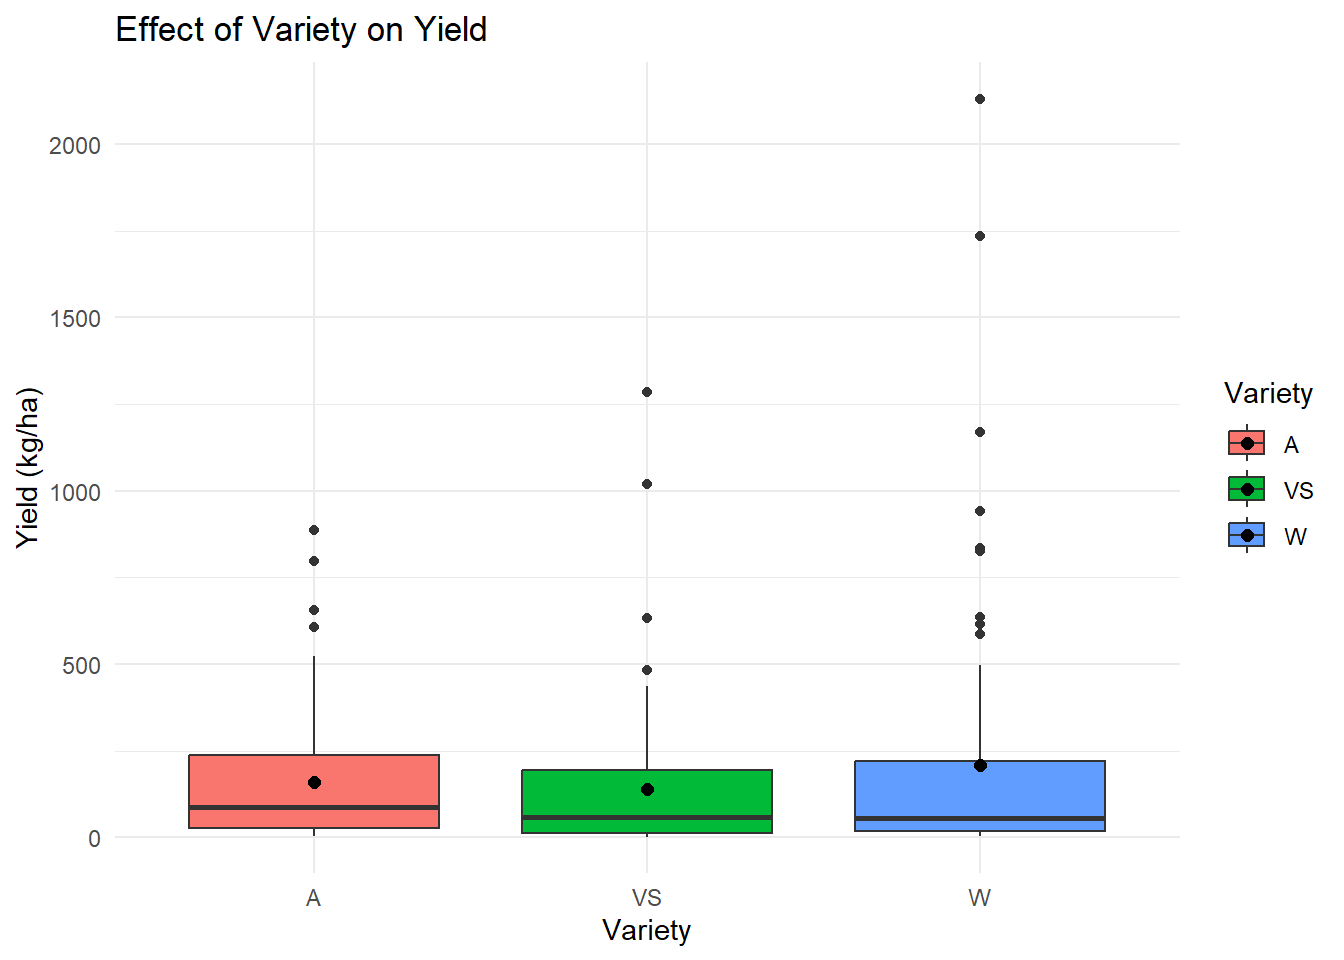 Effect of Variety on Yield
2000
1500
1000
500
0
Yield (kg/ha)
A
VS
W
Variety
Variety
A
VS
W